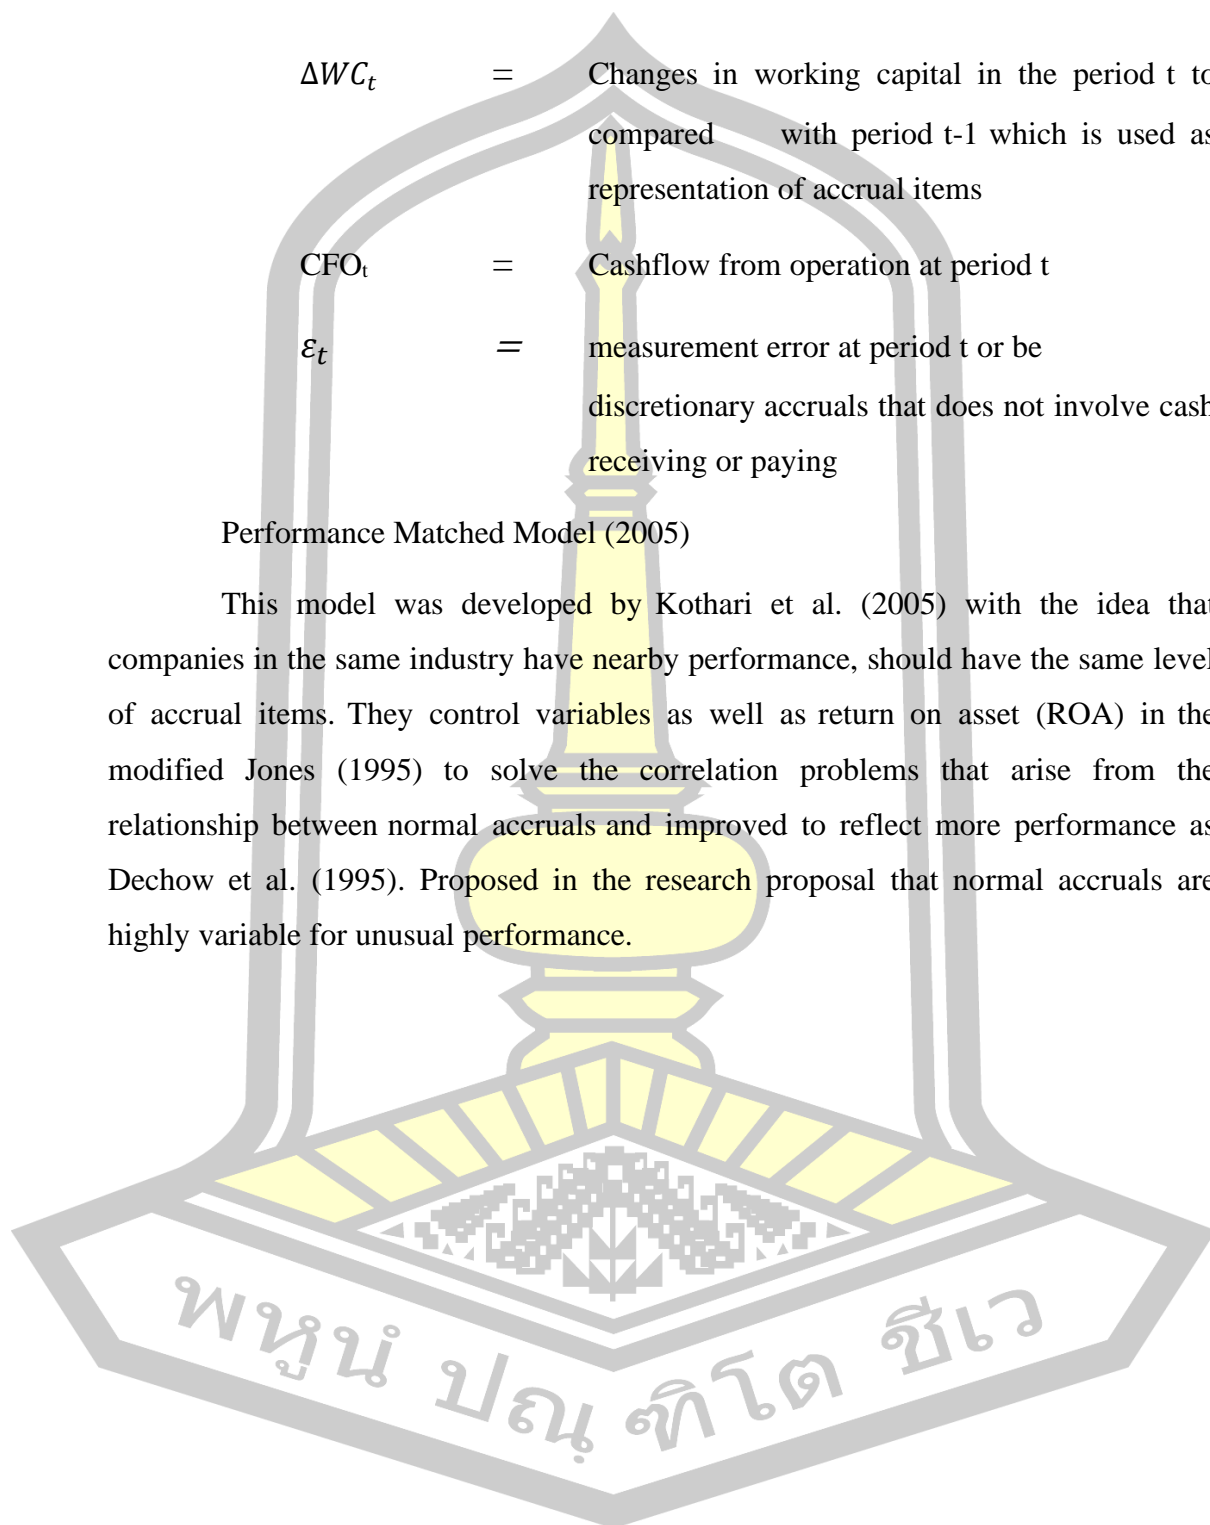 ΔWCₜ = Changes in working capital in the period t to
compared with period t-1 which is used as
representation of accrual items
CFOₜ = Cashflow from operation at period t
εₜ = measurement error at period t or be
discretionary accruals that does not involve cash
receiving or paying
Performance Matched Model (2005)
This model was developed by Kothari et al. (2005) with the idea that
companies in the same industry have nearby performance, should have the same level
of accrual items. They control variables as well as return on asset (ROA) in the
modified Jones (1995) to solve the correlation problems that arise from the
relationship between normal accruals and improved to reflect more performance as
Dechow et al. (1995). Proposed in the research proposal that normal accruals are
highly variable for unusual performance.
พหูนํ ปณฺฑิโต ชีเว